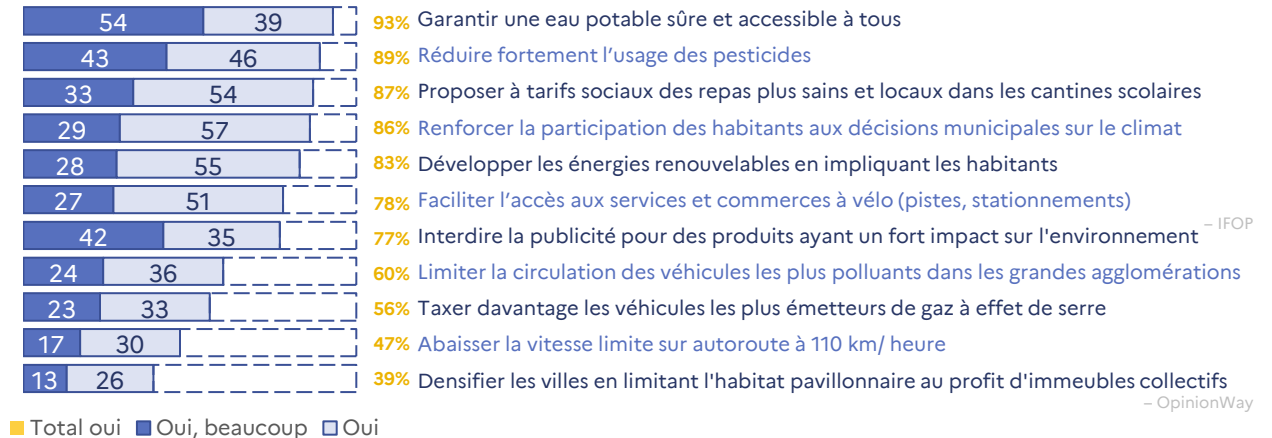 54 39 93% Garantir une eau potable sûre et accessible à tous
43 46 89% Réduire fortement l’usage des pesticides
33 54 87% Proposer à tarifs sociaux des repas plus sains et locaux dans les cantines scolaires
29 57 86% Renforcer la participation des habitants aux décisions municipales sur le climat
28 55 83% Développer les énergies renouvelables en impliquant les habitants
27 51 78% Faciliter l’accès aux services et commerces à vélo (pistes, stationnements)
42 35 77% Interdire la publicité pour des produits ayant un fort impact sur l'environnement – IFOP
24 36 60% Limiter la circulation des véhicules les plus polluants dans les grandes agglomérations
23 33 56% Taxer davantage les véhicules les plus émetteurs de gaz à effet de serre
17 30 47% Abaisser la vitesse limite sur autoroute à 110 km/ heure
13 26 39% Densifier les villes en limitant l'habitat pavillonnaire au profit d'immeubles collectifs
– OpinionWay
Total oui Oui, beaucoup Oui